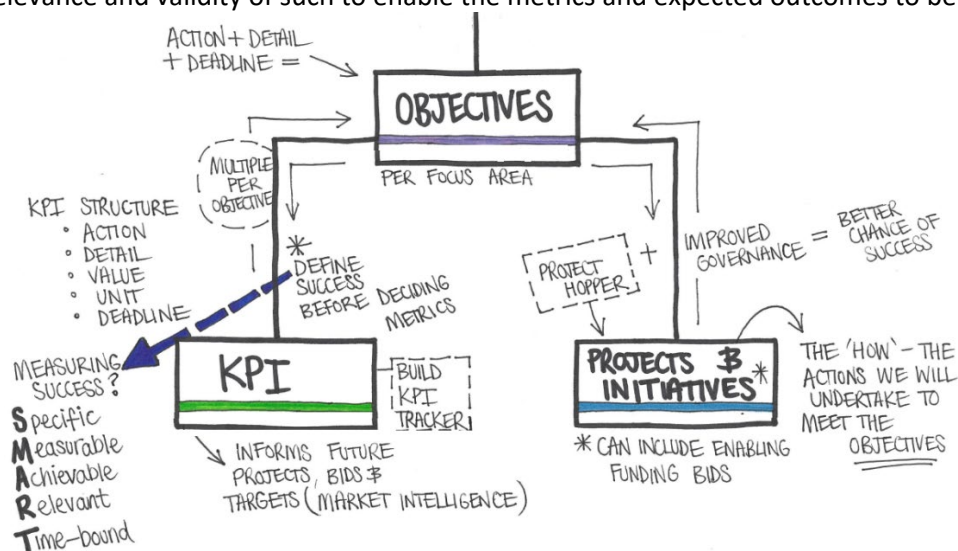 relevance and validity of such to enable the metrics and expected outcomes to be
ACTION + DETAIL
+ DEADLINE =
OBJECTIVES
PER FOCUS AREA
MULTIPLE
PER
OBJECTIVE
KPI STRUCTURE
• ACTION
• DETAIL
• VALUE
• UNIT
• DEADLINE
*
DEFINE
SUCCESS
BEFORE DECIDING
METRICS
MEASURING
SUCCESS?
Specific
Measurable
Achievable
Relevant
Time-bound
KPI
BUILD
KPI
TRACKER
INFORMS FUTURE
PROJECTS, BIDS &
TARGETS (MARKET INTELLIGENCE)
PROJECT
HOPPER
+
IMPROVED
GOVERNANCE
=
BETTER
CHANCE OF
SUCCESS
PROJECTS &
INITIATIVES *
* CAN INCLUDE ENABLING
FUNDING BIDS
THE 'HOW' - THE
ACTIONS WE WILL
UNDERTAKE TO
MEET THE
OBJECTIVES